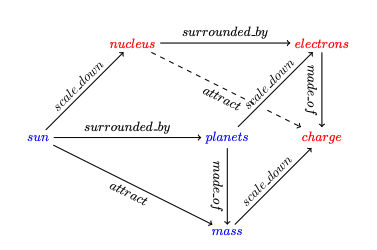 surrounded_by
nucleus electrons
scale_down
scale_down
made_of
attract
surrounded_by
sun planets charge
made_of
scale_down
attract
mass